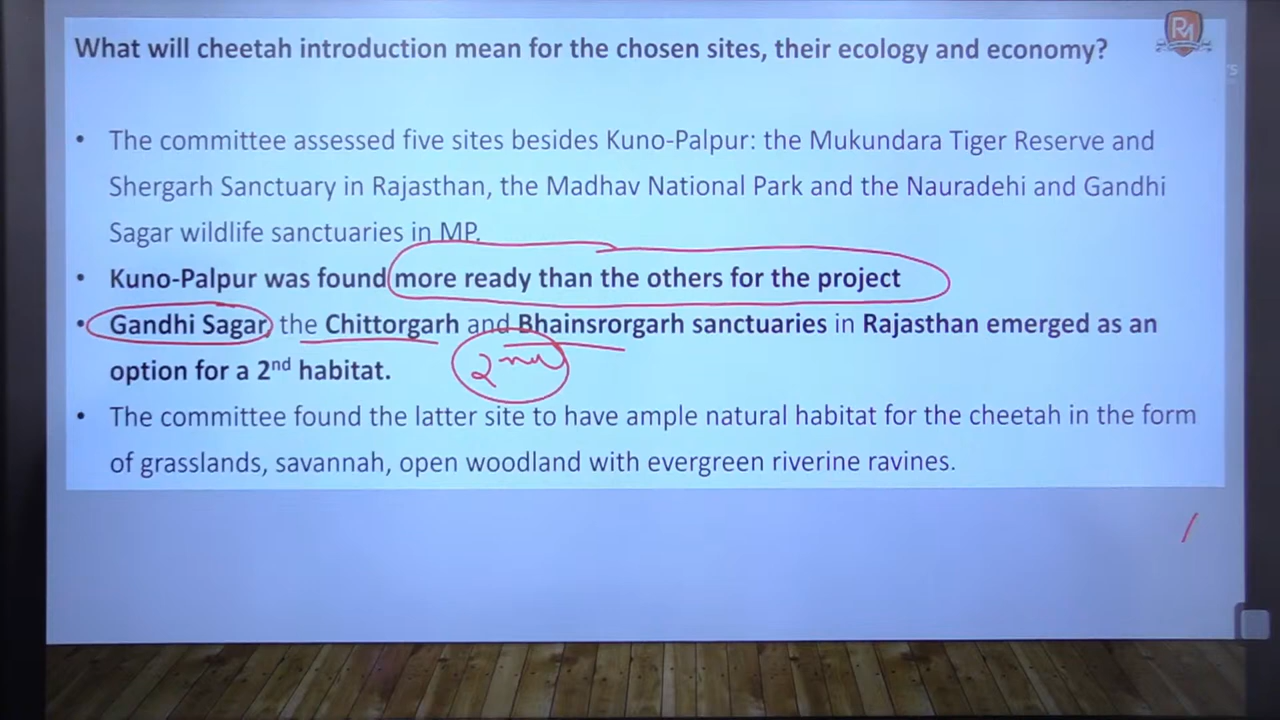 RM
What will cheetah introduction mean for the chosen sites, their ecology and economy?
• The committee assessed five sites besides Kuno-Palpur: the Mukundara Tiger Reserve and
Shergarh Sanctuary in Rajasthan, the Madhav National Park and the Nauradehi and Gandhi
Sagar wildlife sanctuaries in MP.
• Kuno-Palpur was found more ready than the others for the project
• Gandhi Sagar, the Chittorgarh and Bhainsrorgarh sanctuaries in Rajasthan emerged as an
option for a 2nd habitat.
2nd
• The committee found the latter site to have ample natural habitat for the cheetah in the form
of grasslands, savannah, open woodland with evergreen riverine ravines.